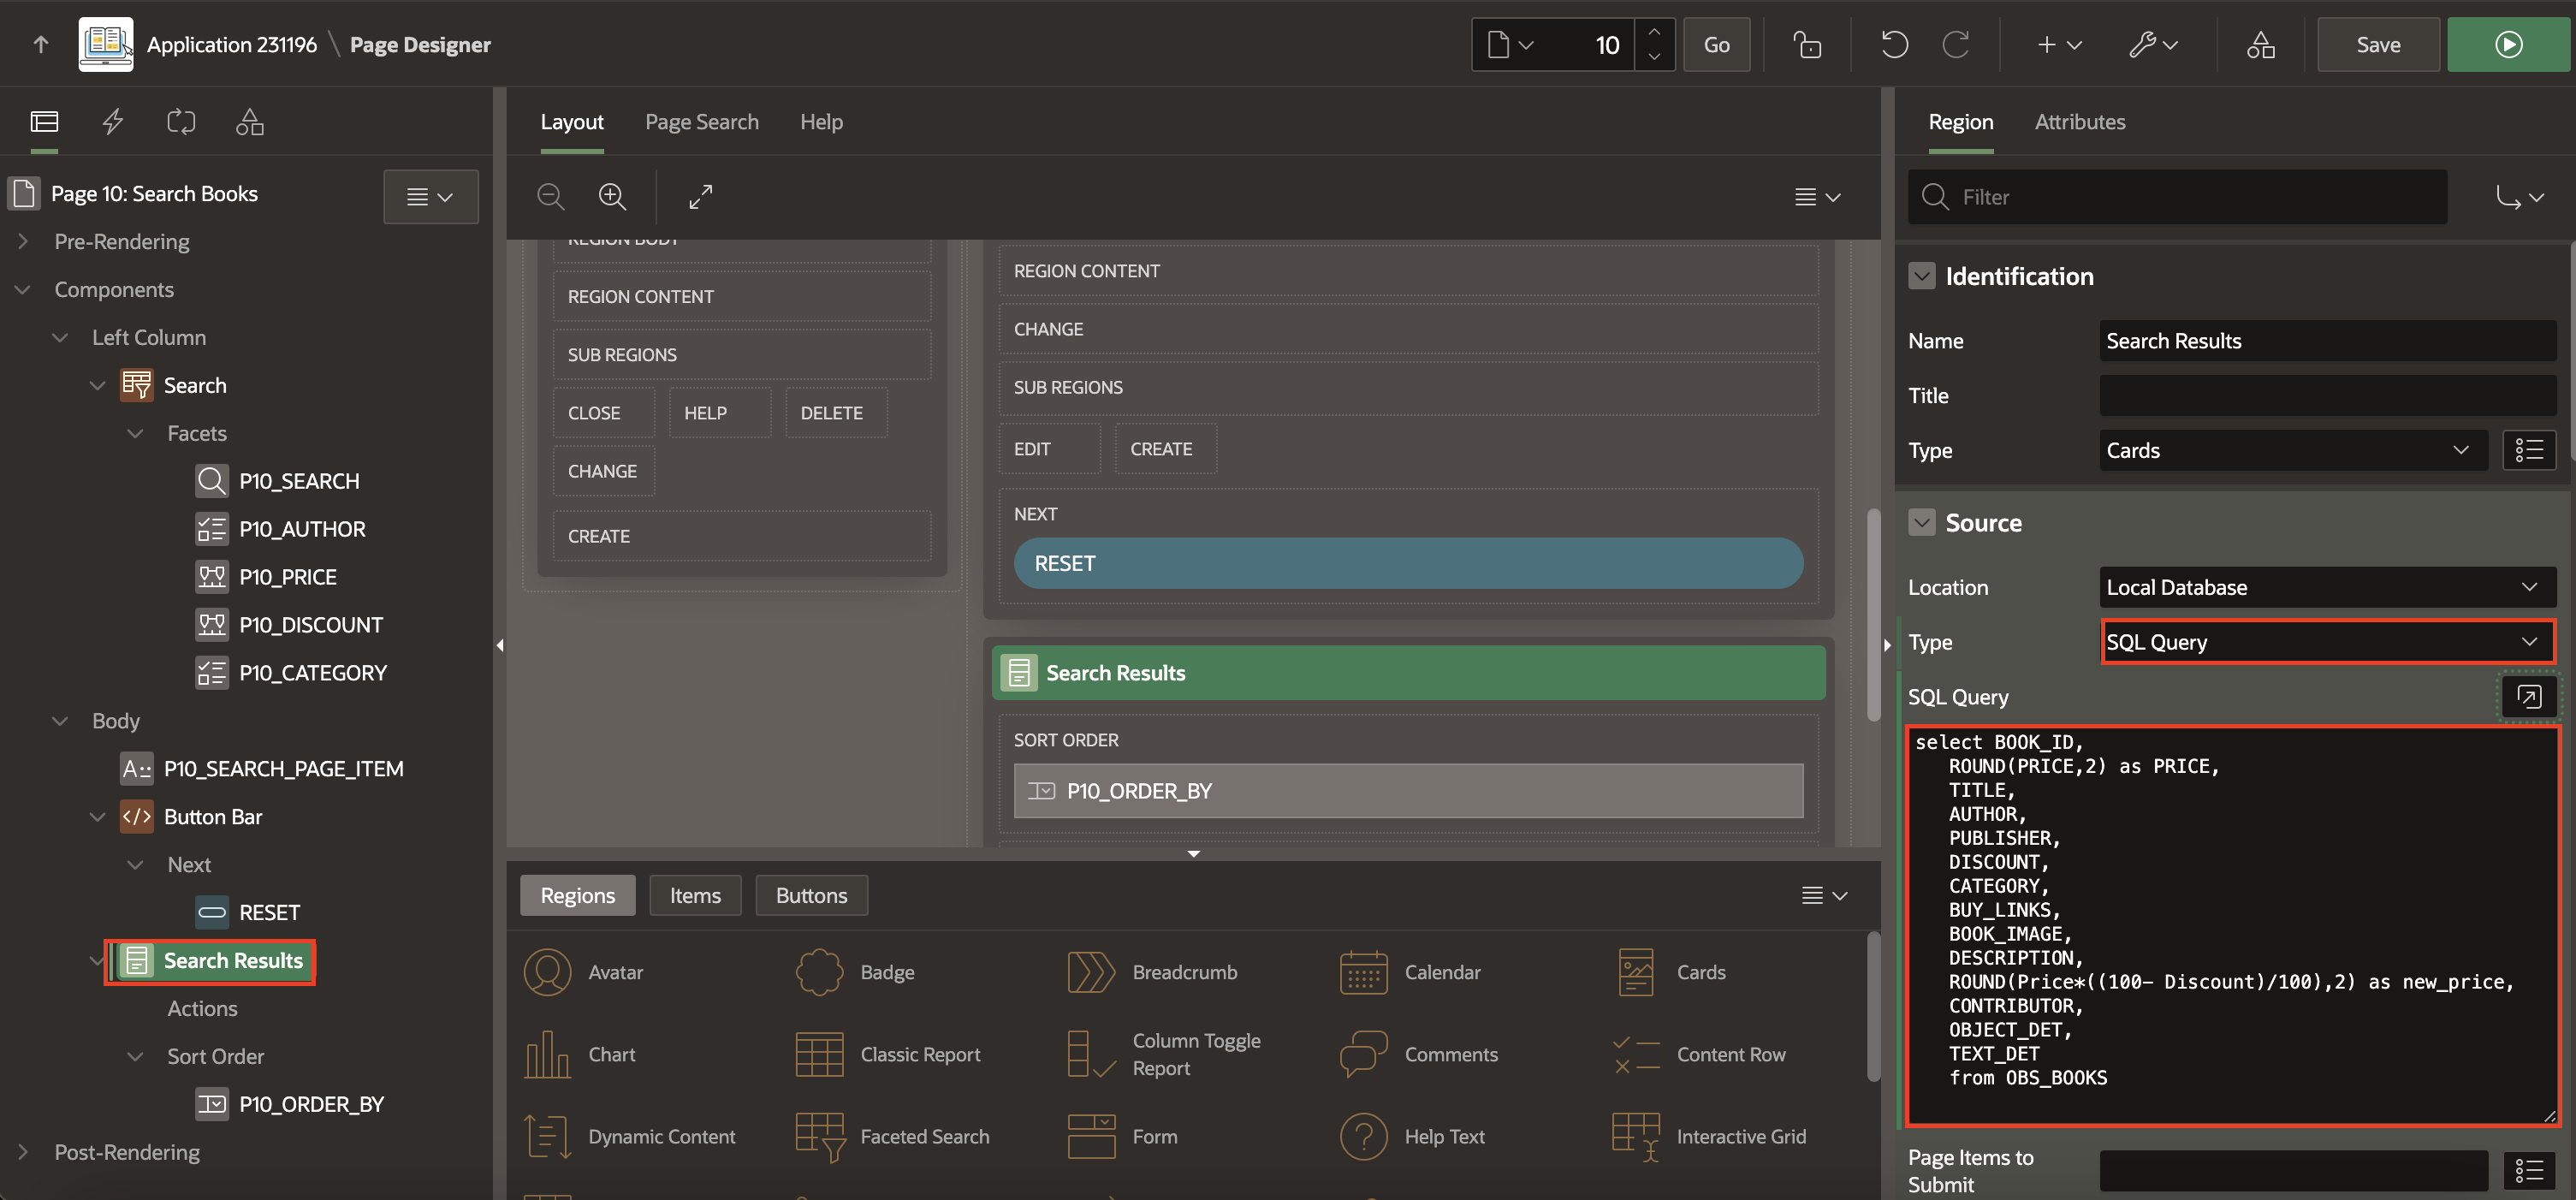 Application 231196 \ Page Designer
10
Go
Save
Layout
Page Search
Help
Region
Attributes
Page 10: Search Books
Pre-Rendering
Components
Left Column
Search
Facets
P10_SEARCH
P10_AUTHOR
P10_PRICE
P10_DISCOUNT
P10_CATEGORY
Body
P10_SEARCH_PAGE_ITEM
Button Bar
Next
RESET
Search Results
Actions
Sort Order
P10_ORDER_BY
Post-Rendering
REGION BODY
REGION CONTENT
SUB REGIONS
CLOSE
HELP
DELETE
CHANGE
CREATE
REGION CONTENT
CHANGE
SUB REGIONS
EDIT
CREATE
NEXT
RESET
Search Results
SORT ORDER
P10_ORDER_BY
Regions
Items
Buttons
Avatar
Badge
Breadcrumb
Calendar
Cards
Chart
Classic Report
Column Toggle
Report
Comments
Content Row
Dynamic Content
Faceted Search
Form
Help Text
Interactive Grid
Filter
Identification
Name
Search Results
Title
Type
Cards
Source
Location
Local Database
Type
SQL Query
SQL Query
select BOOK_ID,
ROUND(PRICE,2) as PRICE,
TITLE,
AUTHOR,
PUBLISHER,
DISCOUNT,
CATEGORY,
BUY_LINKS,
BOOK_IMAGE,
DESCRIPTION,
ROUND(Price*((100- Discount)/100),2) as new_price,
CONTRIBUTOR,
OBJECT_DET,
TEXT_DET
from OBS_BOOKS
Page Items to
Submit